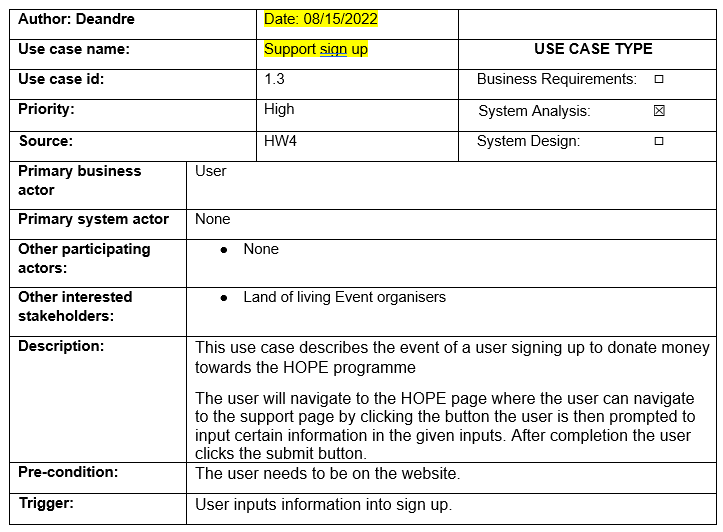 Author: Deandre Date: 08/15/2022
Use case name: Support sign up USE CASE TYPE
Use case id: 1.3 Business Requirements: ☐
Priority: High System Analysis: ☒
Source: HW4 System Design: ☐
Primary business User
actor
Primary system actor None
Other participating ● None
actors:
Other interested ● Land of living Event organisers
stakeholders:
Description: This use case describes the event of a user signing up to donate money
towards the HOPE programme
The user will navigate to the HOPE page where the user can navigate
to the support page by clicking the button the user is then prompted to
input certain information in the given inputs. After completion the user
clicks the submit button.
Pre-condition: The user needs to be on the website.
Trigger: User inputs information into sign up.